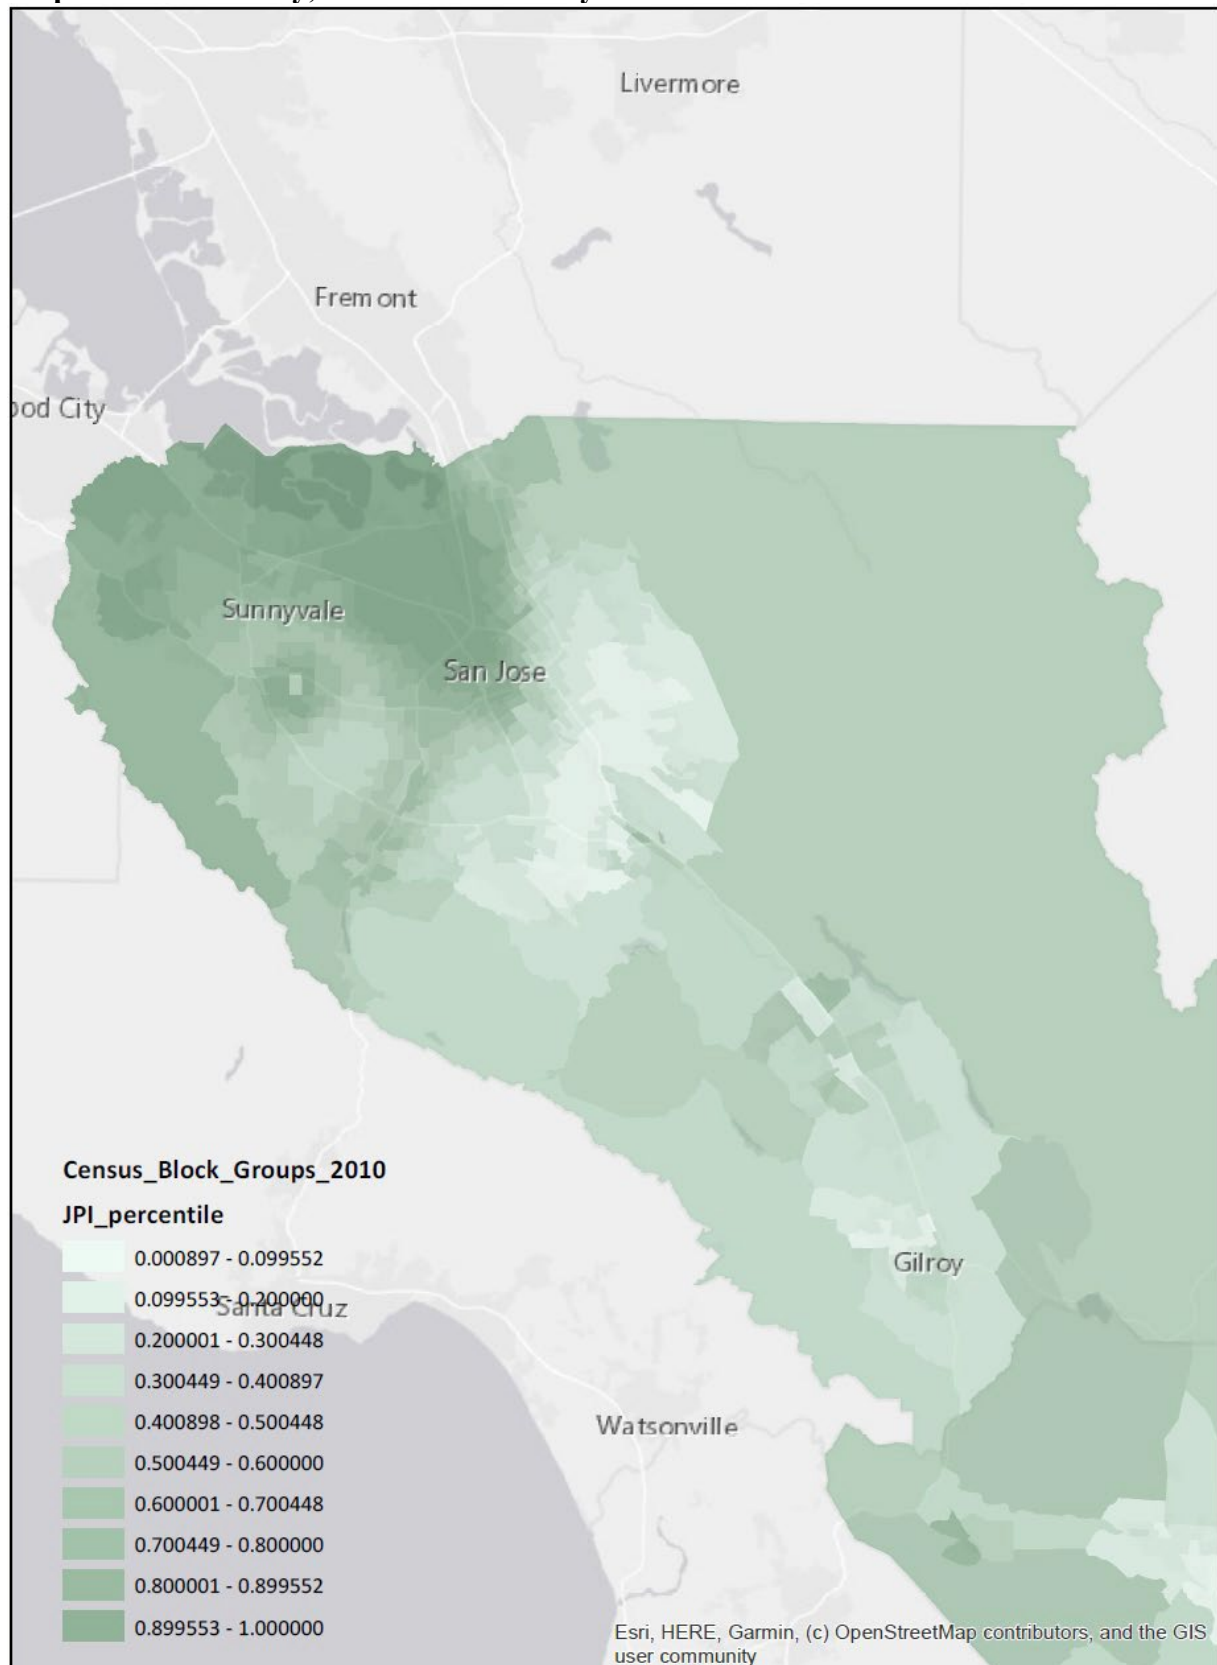 Livermore
Fremont
ood City
Sunnyvale
San Jose
Census_Block_Groups_2010
JPI_percentile
0.000897 - 0.099552
0.099553 - 0.200000
Santa Cruz
0.200001 - 0.300448
0.300449 - 0.400897
0.400898 - 0.500448
0.500449 - 0.600000
0.600001 - 0.700448
0.700449 - 0.800000
0.800001 - 0.899552
0.899553 - 1.000000
Gilroy
Watsonville
Esri, HERE, Garmin, (c) OpenStreetMap contributors, and the GIS
user community